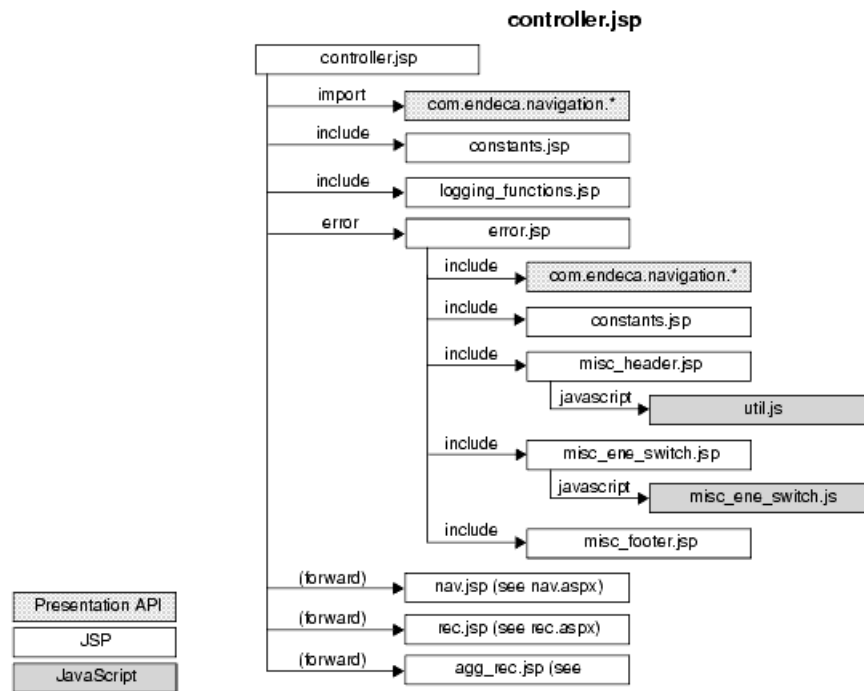 controller.jsp
controller.jsp
import
com.endeca.navigation.*
include
constants.jsp
include
logging_functions.jsp
error
error.jsp
include
com.endeca.navigation.*
include
constants.jsp
include
misc_header.jsp
javascript
util.js
include
misc_ene_switch.jsp
javascript
misc_ene_switch.js
include
misc_footer.jsp
(forward)
nav.jsp (see nav.aspx)
(forward)
rec.jsp (see rec.aspx)
(forward)
agg_rec.jsp (see
Presentation API
JSP
JavaScript